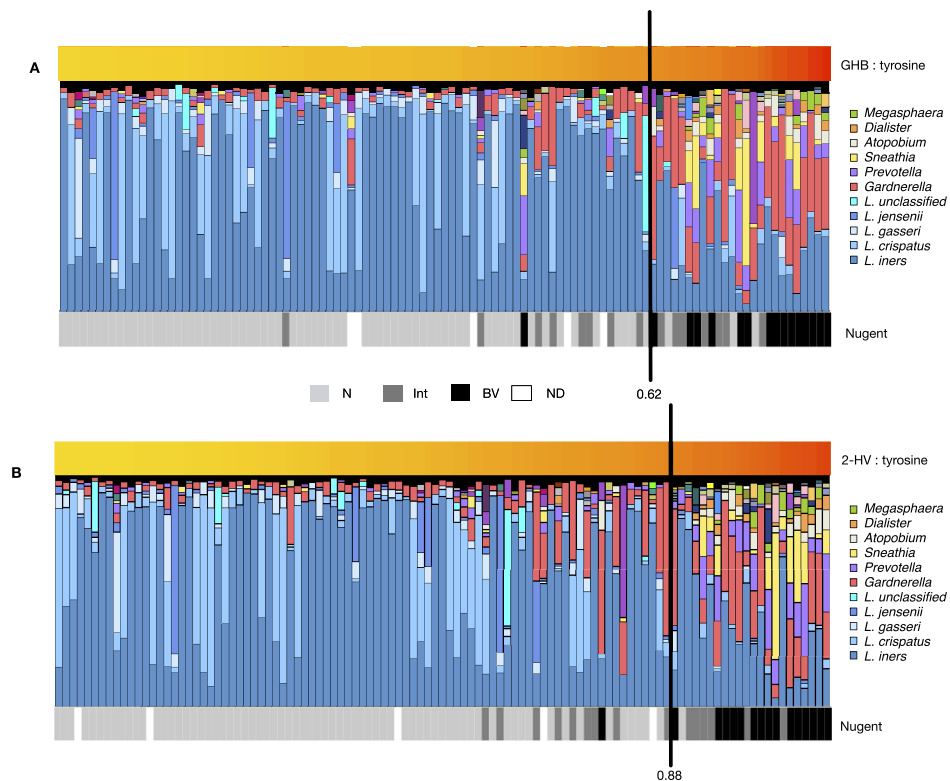 A
GHB : tyrosine
Megasphaera
Dialister
Atopobium
Sneathia
Prevotella
Gardnerella
L. unclassified
L. jensenii
L. gasseri
L. crispatus
L. iners
Nugent
N Int BV ND
0.62
B
2-HV : tyrosine
Megasphaera
Dialister
Atopobium
Sneathia
Prevotella
Gardnerella
L. unclassified
L. jensenii
L. gasseri
L. crispatus
L. iners
Nugent
0.88